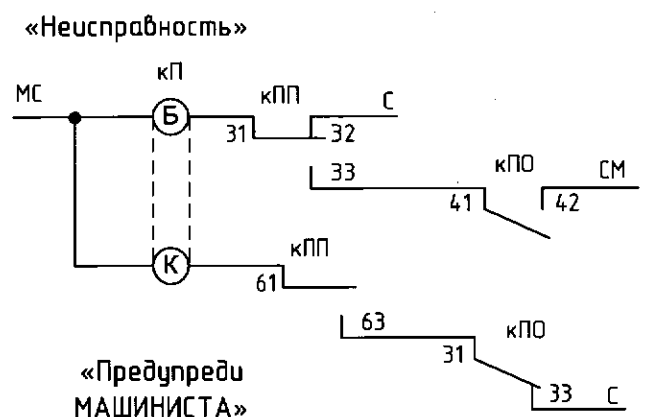 «Неисправность»
кП
МС
Б
кПП
С
31
32
33
кПО
СМ
41
42
К
кПП
61
63
кПО
31
33
С
«Предупреди
МАШИНИСТА»